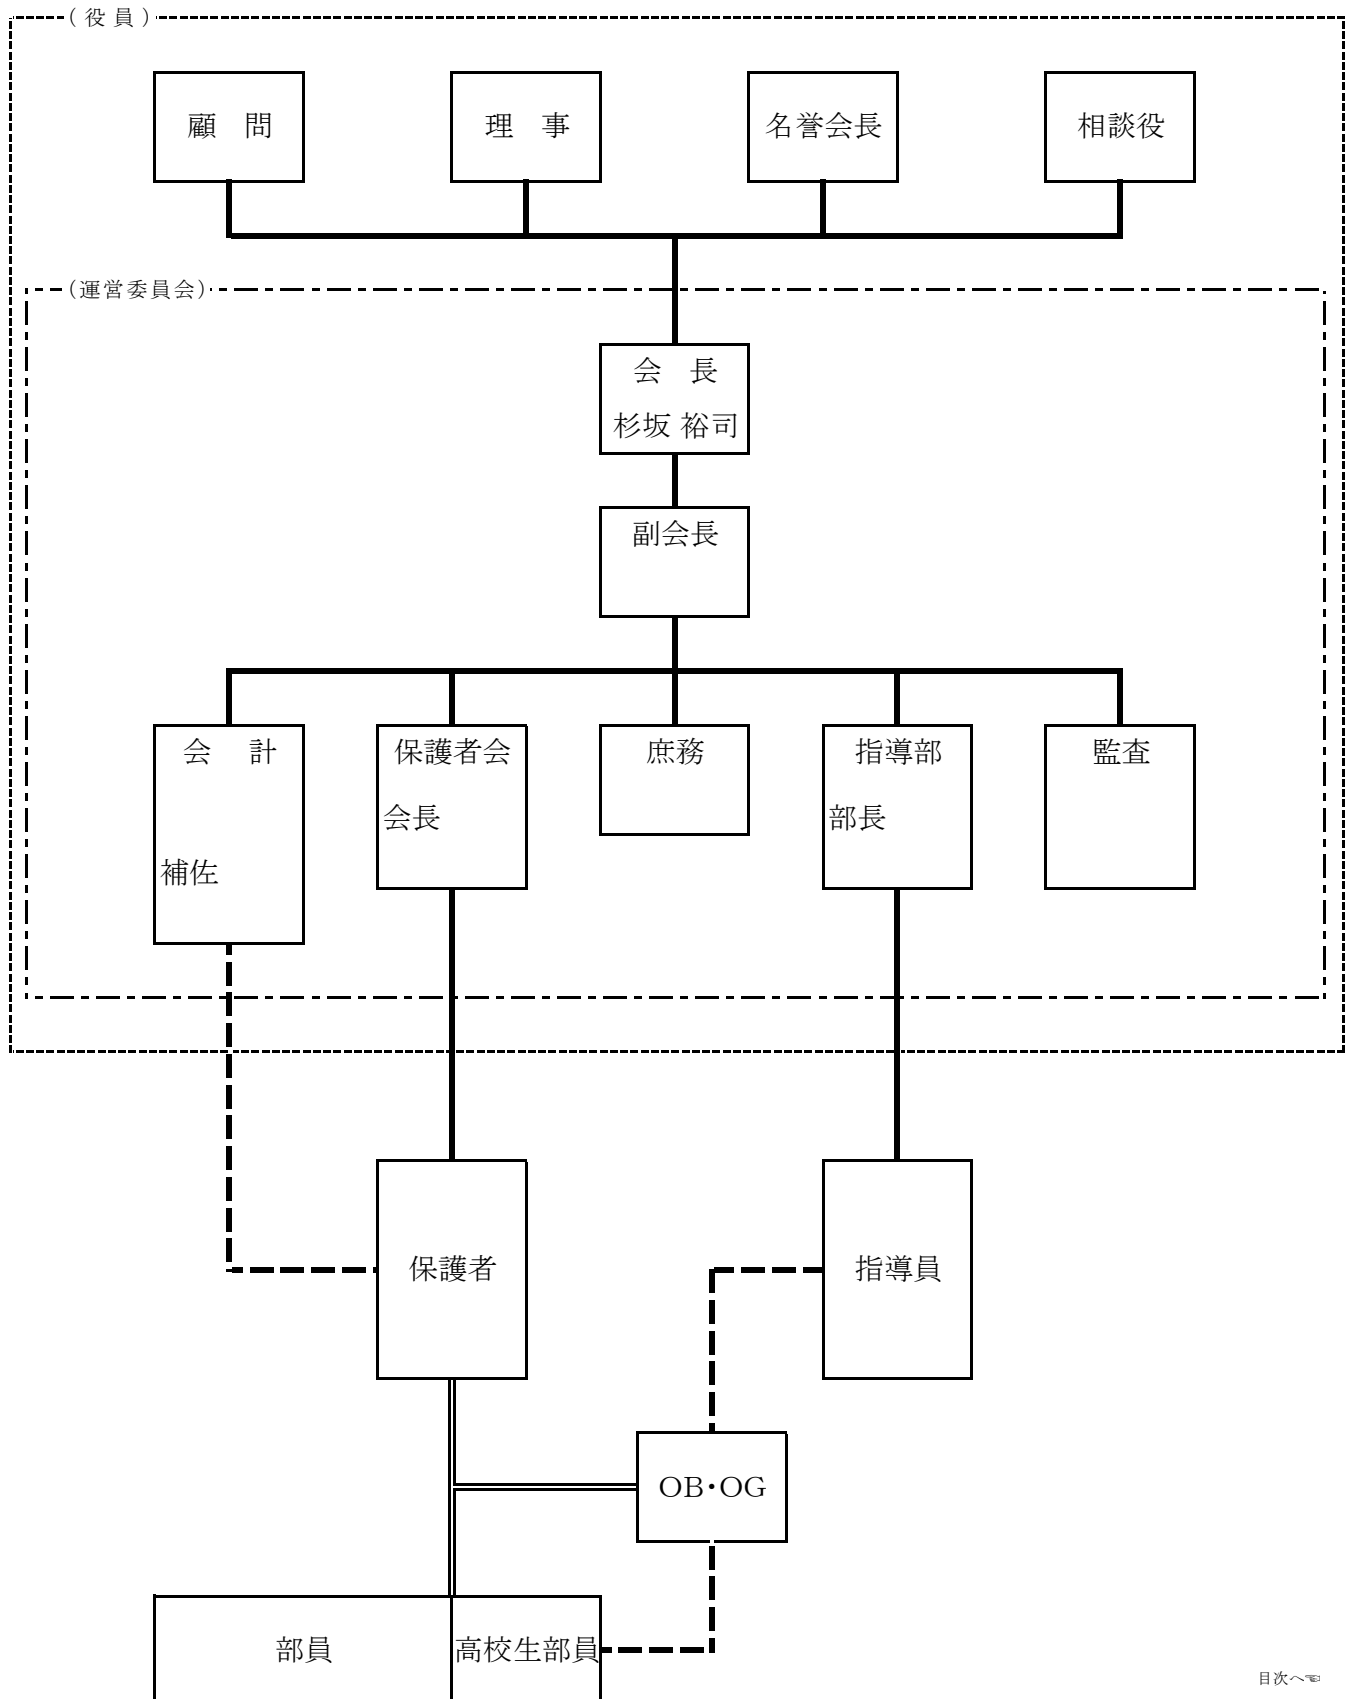 (役員)
顧　問
理　事
名誉会長
相談役
(運営委員会)
会　長
杉坂 裕司
副会長
会　計
補佐
保護者会
会長
庶務
指導部
部長
監査
保護者
指導員
OB・OG
部員
高校生部員
目次へ☜